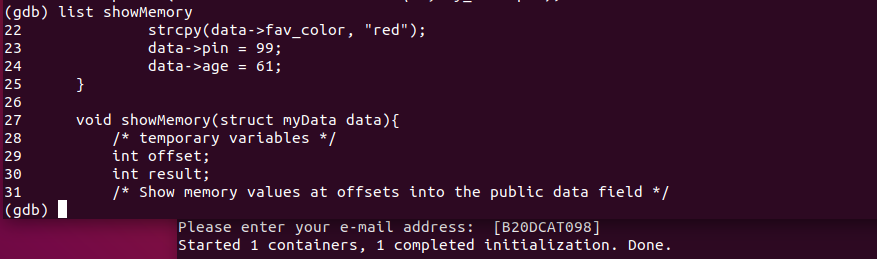 (gdb) list showMemory
22              strcpy(data->fav_color, "red");
23              data->pin = 99;
24              data->age = 61;
25      }
26
27      void showMemory(struct myData data){
28          /* temporary variables */
29          int offset;
30          int result;
31          /* Show memory values at offsets into the public data field */
(gdb)
Please enter your e-mail address:  [B20DCAT098]
Started 1 containers, 1 completed initialization. Done.